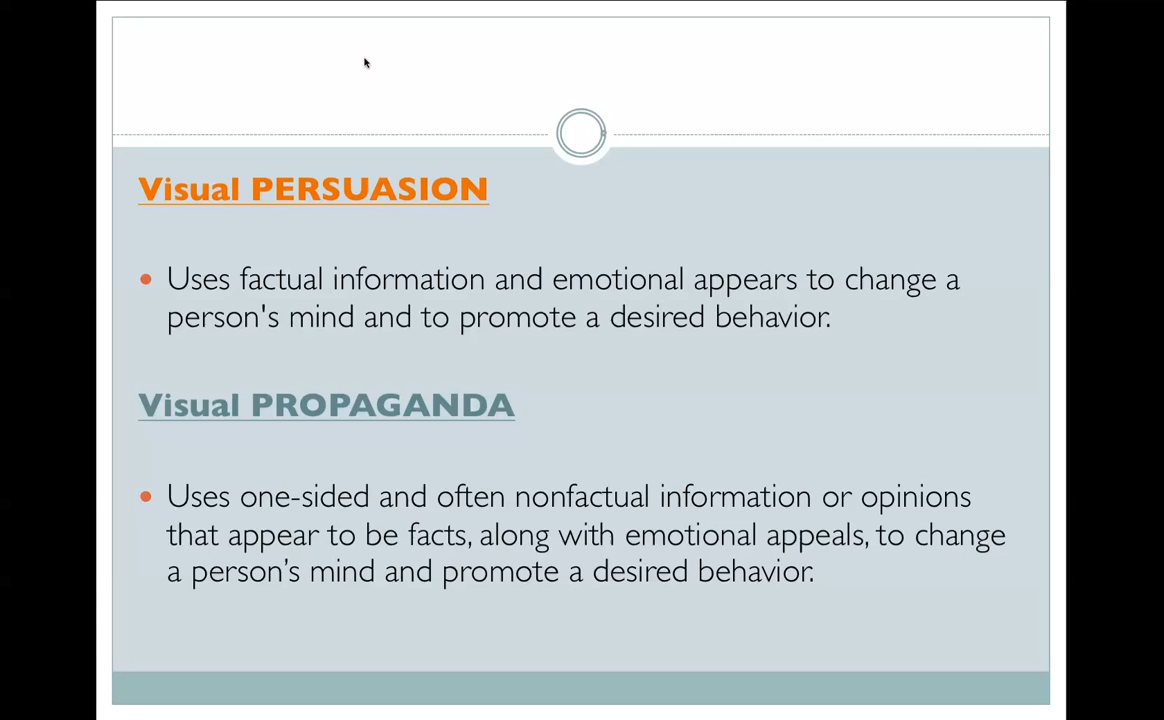 Visual PERSUASION
• Uses factual information and emotional appears to change a
person's mind and to promote a desired behavior.
Visual PROPAGANDA
• Uses one-sided and often nonfactual information or opinions
that appear to be facts, along with emotional appeals, to change
a person’s mind and promote a desired behavior.